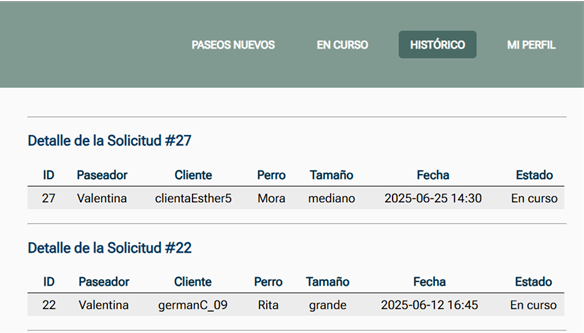 PASEOS NUEVOS EN CURSO HISTÓRICO MI PERFIL
Detalle de la Solicitud #27
ID Paseador Cliente Perro Tamaño Fecha Estado
27 Valentina clientaEsther5 Mora mediano 2025-06-25 14:30 En curso
Detalle de la Solicitud #22
ID Paseador Cliente Perro Tamaño Fecha Estado
22 Valentina germanC_09 Rita grande 2025-06-12 16:45 En curso